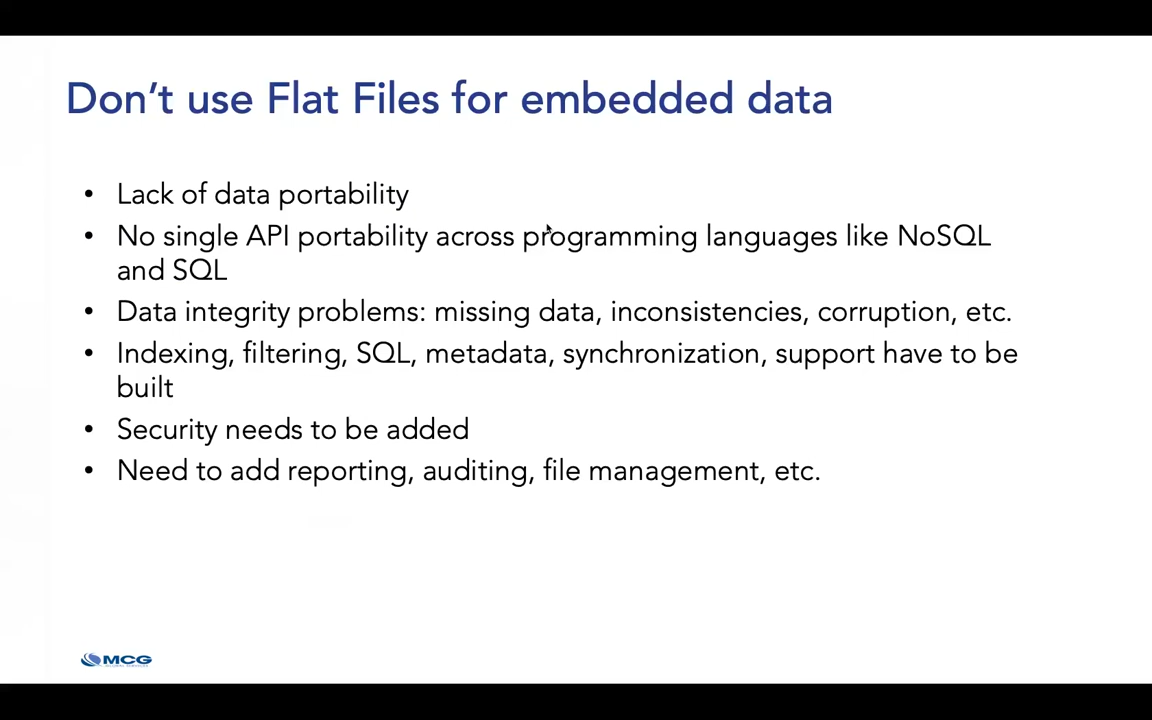 Don't use Flat Files for embedded data
• Lack of data portability
• No single API portability across programming languages like NoSQL
and SQL
• Data integrity problems: missing data, inconsistencies, corruption, etc.
• Indexing, filtering, SQL, metadata, synchronization, support have to be
built
• Security needs to be added
• Need to add reporting, auditing, file management, etc.
MCG